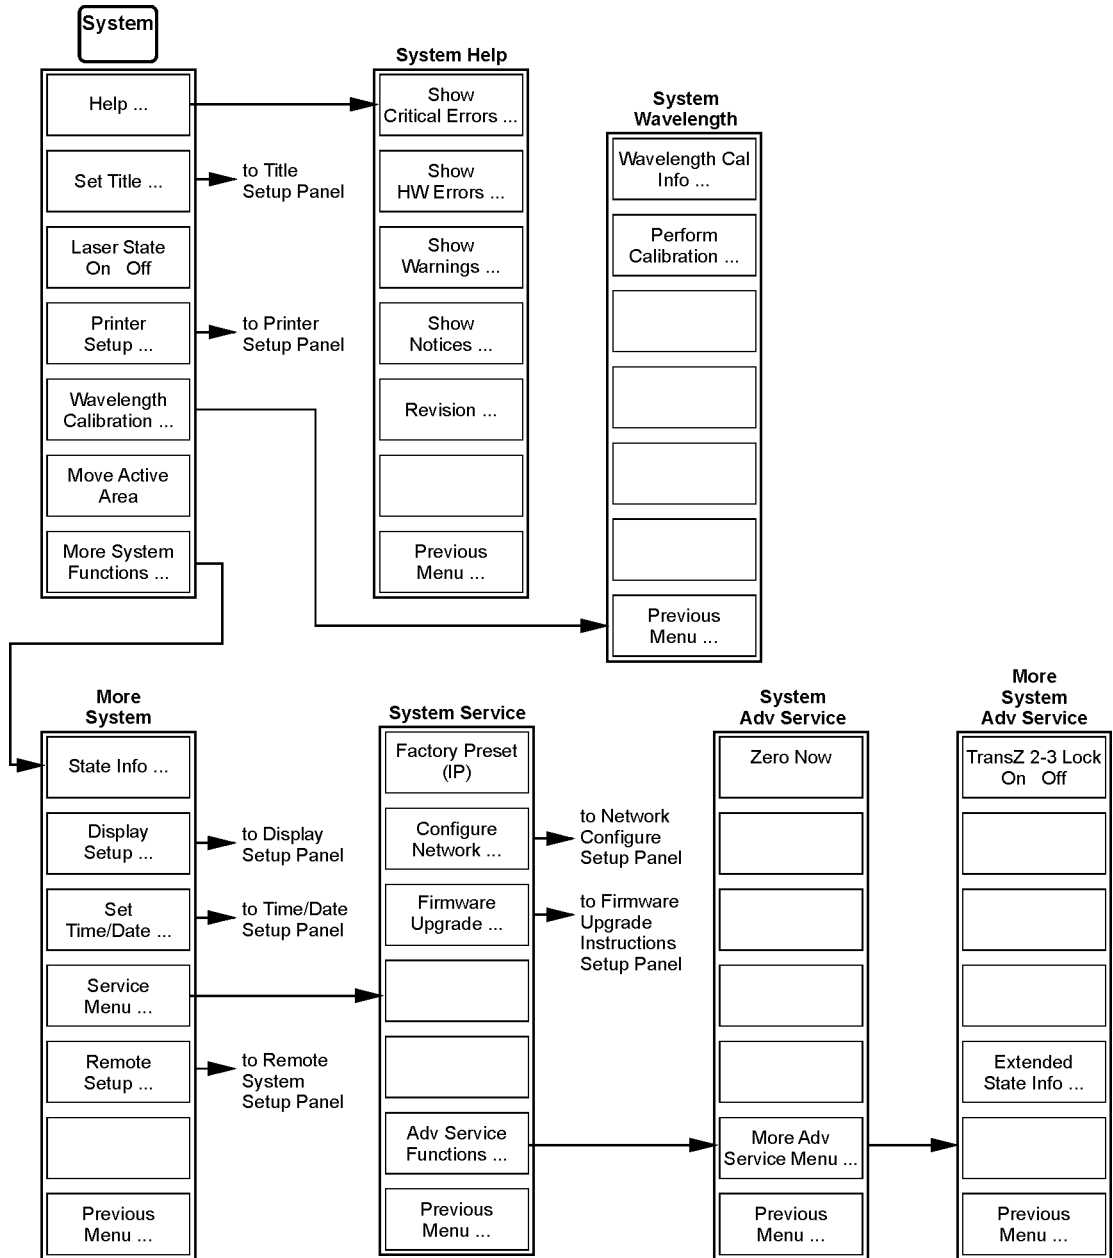 System
Help ...
Set Title ...
to Title
Setup Panel
Laser State
On Off
Printer
Setup ...
to Printer
Setup Panel
Wavelength
Calibration ...
Move Active
Area
More System
Functions ...
System Help
Show
Critical Errors ...
Show
HW Errors ...
Show
Warnings ...
Show
Notices ...
Revision ...
Previous
Menu ...
System
Wavelength
Wavelength Cal
Info ...
Perform
Calibration ...
Previous
Menu ...
More
System
State Info ...
Display
Setup ...
to Display
Setup Panel
Set
Time/Date ...
to Time/Date
Setup Panel
Service
Menu ...
Remote
Setup ...
to Remote
System
Setup Panel
Previous
Menu ...
System Service
Factory Preset
(IP)
Configure
Network ...
to Network
Configure
Setup Panel
Firmware
Upgrade ...
to Firmware
Upgrade
Instructions
Setup Panel
Adv Service
Functions ...
Previous
Menu ...
System
Adv Service
Zero Now
More Adv
Service Menu ...
Previous
Menu ...
More
System
Adv Service
TransZ 2-3 Lock
On Off
Extended
State Info ...
Previous
Menu ...